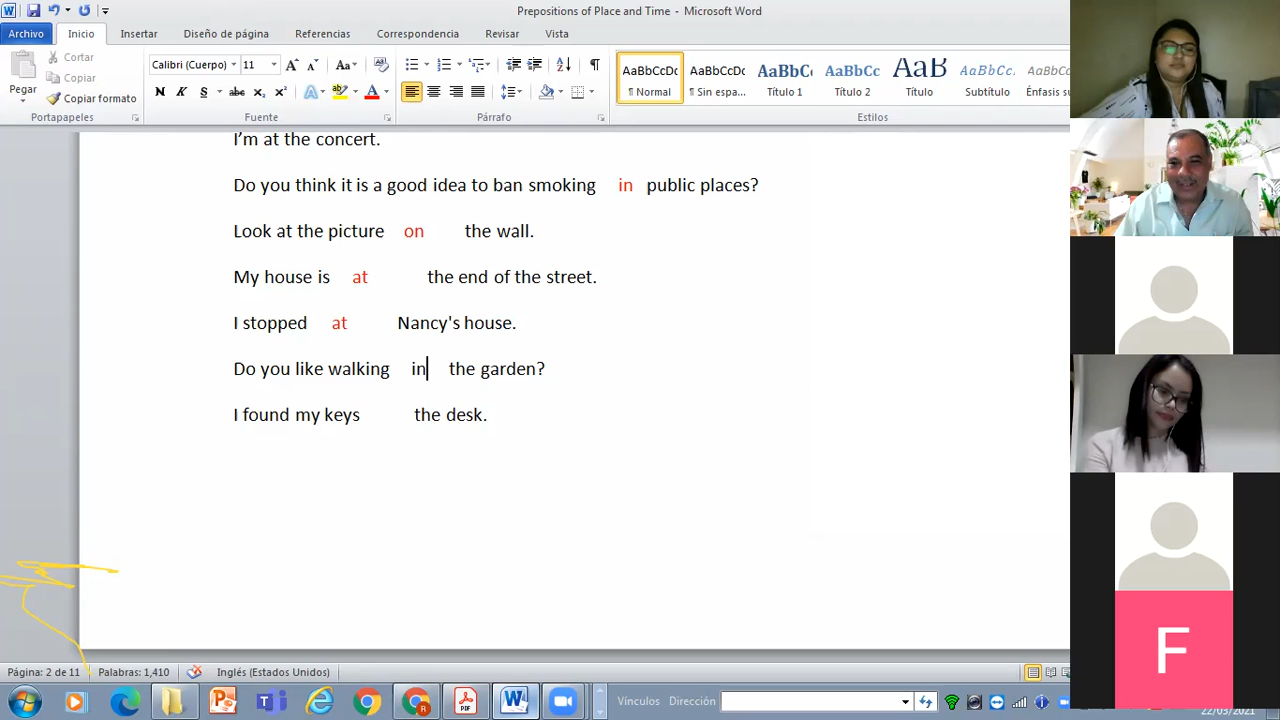 Prepositions of Place and Time - Microsoft Word
Archivo Inicio Insertar Diseño de página Referencias Correspondencia Revisar Vista
Pegar
Cortar
Copiar
Copiar formato
Portapapeles
Calibri (Cuerpo) 11
Fuente
Párrafo
AaBbCcDc AaBbCcDc AaBbC AaBbC AaB AaBbCc
¶ Normal ¶ Sin espa... Título 1 Título 2 Título Subtítulo Énfasis su
Estilos
I'm at the concert.
Do you think it is a good idea to ban smoking in public places?
Look at the picture on the wall.
My house is at the end of the street.
I stopped at Nancy's house.
Do you like walking in the garden?
I found my keys the desk.
F
Página: 2 de 11 Palabras: 1,410 Inglés (Estados Unidos)
Vínculos Dirección
22/03/2021